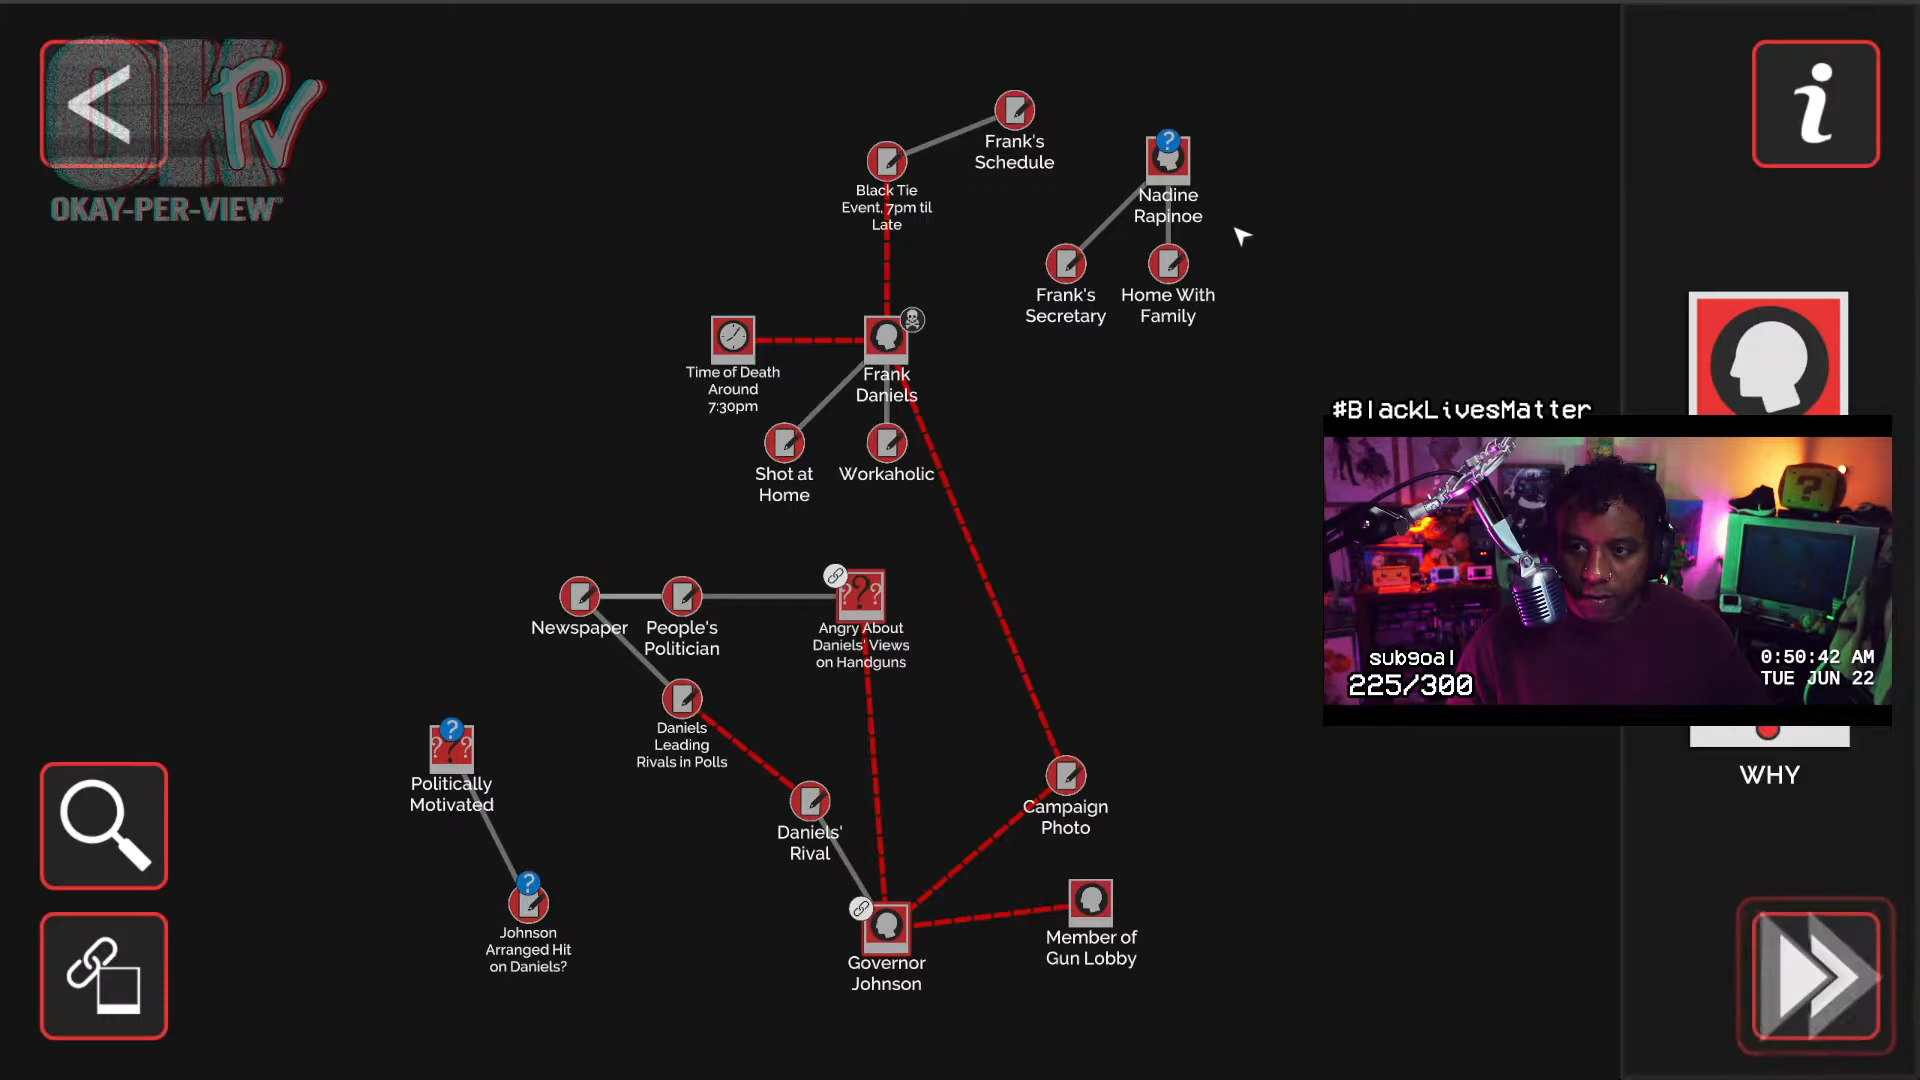 OK
PV
OKAY-PER-VIEW
Frank's
Schedule
Black Tie
Event, 7pm til
Late
Nadine
Rapinoe
Frank's
Secretary
Home With
Family
Time of Death
Around
7:30pm
Frank
Daniels
Shot at
Home
Workaholic
#BlackLivesMatter
subgoal
225/300
0:50:42 AM
TUE JUN 22
WHY
Newspaper
People's
Politician
Angry About
Daniels' Views
on Handguns
Daniels
Leading
Rivals in Polls
Politically
Motivated
Daniels'
Rival
Campaign
Photo
Johnson
Arranged Hit
on Daniels?
Governor
Johnson
Member of
Gun Lobby